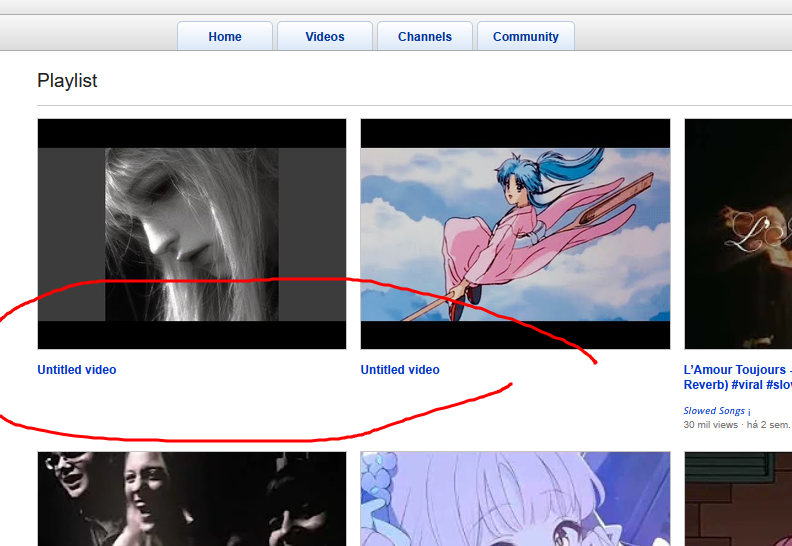 Home Videos Channels Community
Playlist
Untitled video
Untitled video
L'Amour Toujours -
Reverb) #viral
Slowed Songs
30 mil views · há 2 sem.